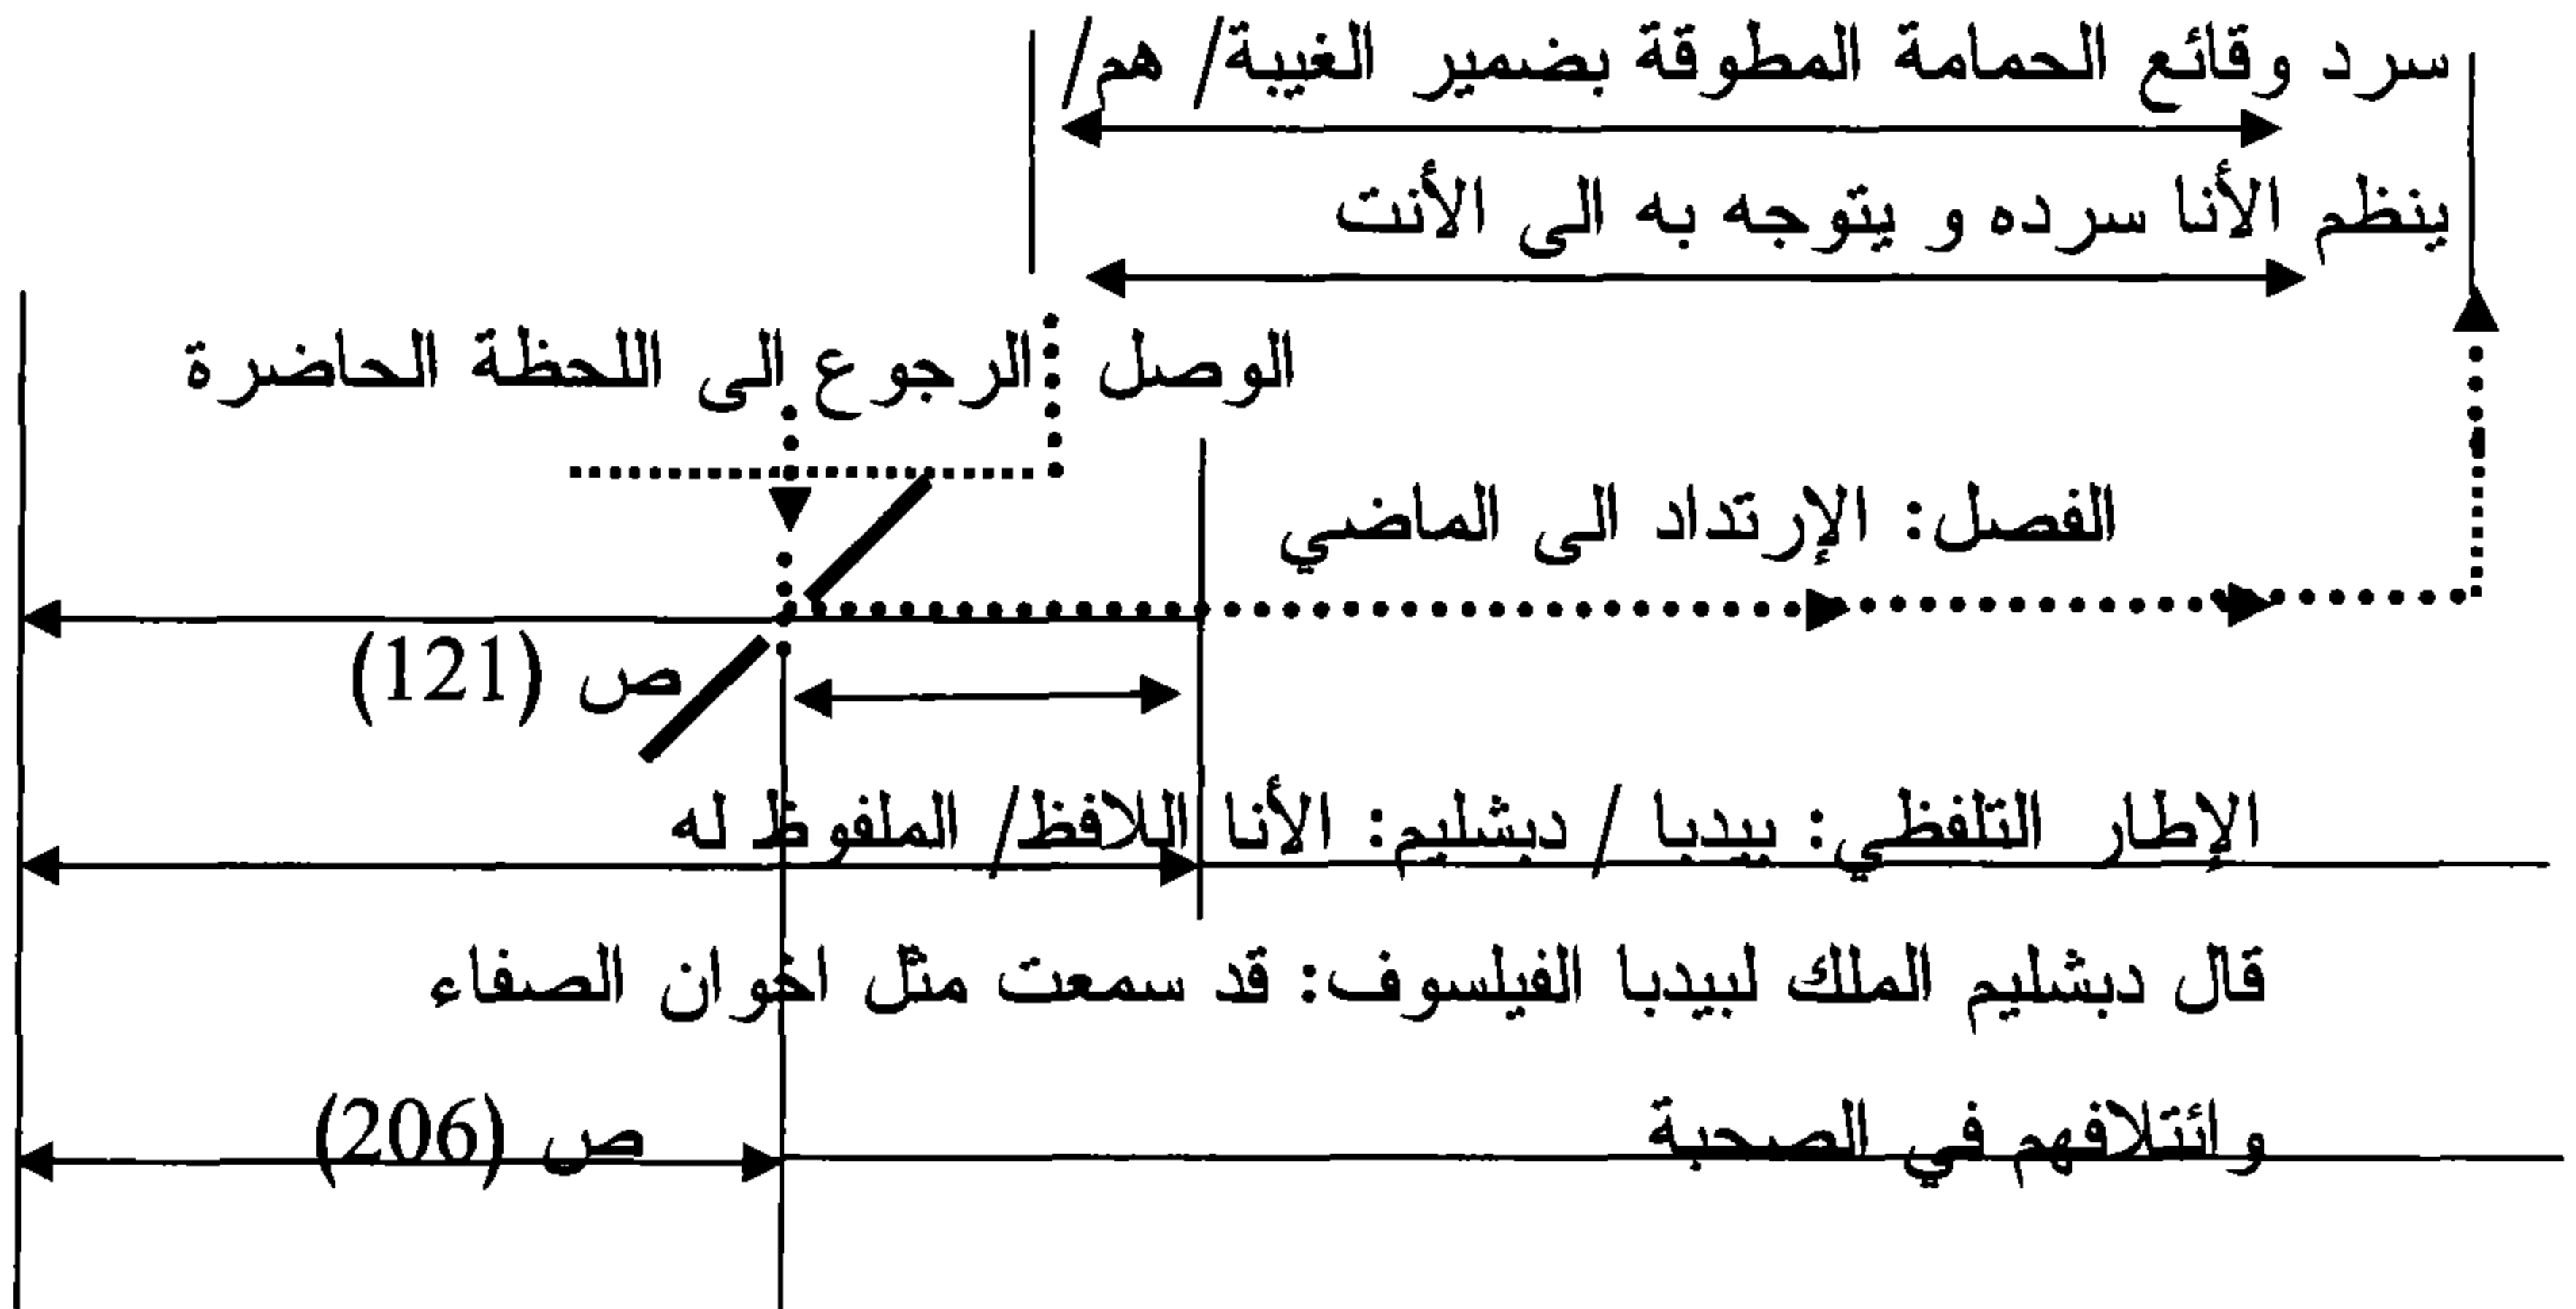 سرد وقائع الحمامة المطوقة بضمير الغيبة/ هم/
ينظم الأنا سرده و يتوجه به الى الأنت
الوصل الرجوع الى اللحظة الحاضرة
الفصل: الإرتداد الى الماضي
ص (121)
الإطار التلفظي: بيدبا / دبشليم: الأنا اللافظ/ الملفوظ له
قال دبشليم الملك لبيدبا الفيلسوف: قد سمعت مثل اخوان الصفاء
وائتلافهم في الصحبة ص (206)